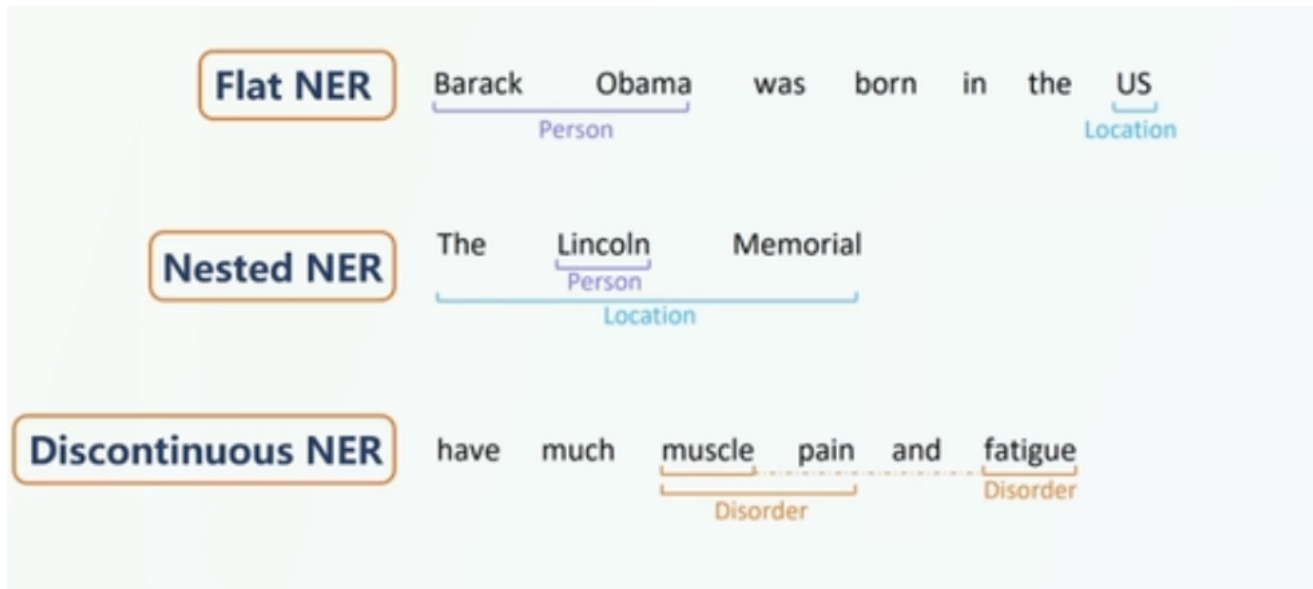 Flat NER Barack Obama was born in the US
Person Location
Nested NER The Lincoln Memorial
Person
Location
Discontinuous NER have much muscle pain and fatigue
Disorder
Disorder